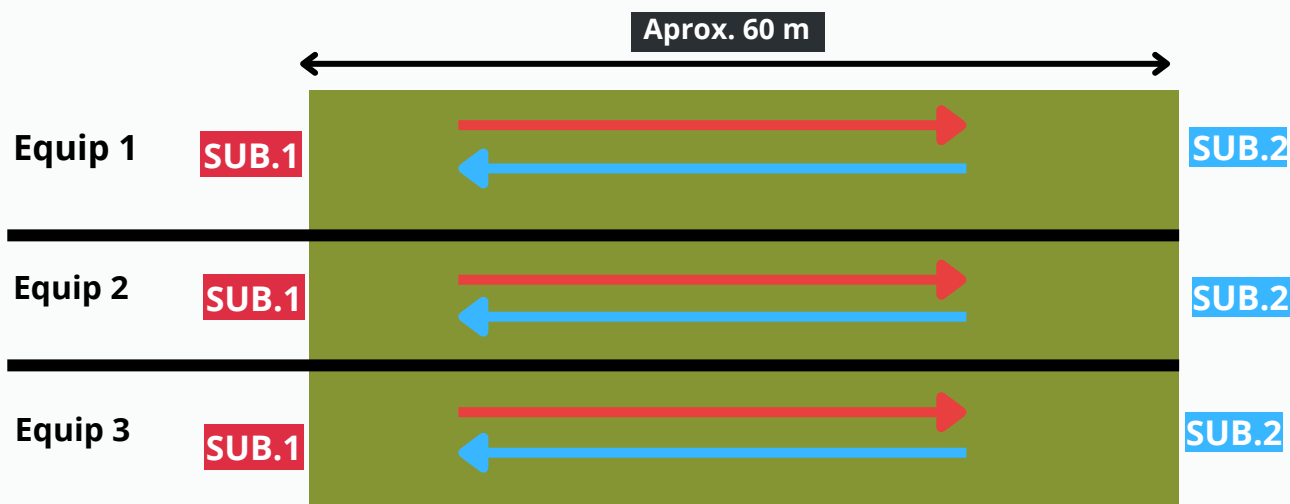 Aprox. 60 m
Equip 1
SUB.1
SUB.2
Equip 2
SUB.1
SUB.2
Equip 3
SUB.1
SUB.2